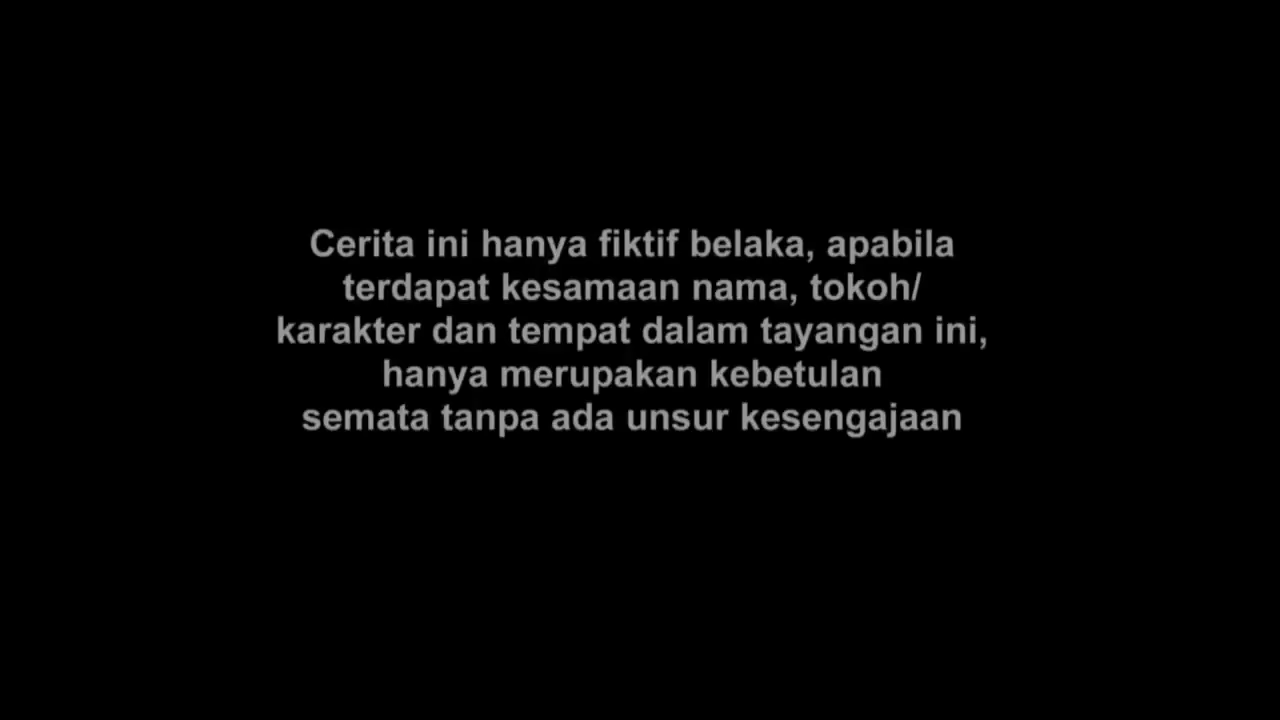 Cerita ini hanya fiktif belaka, apabila
terdapat kesamaan nama, tokoh/
karakter dan tempat dalam tayangan ini,
hanya merupakan kebetulan
semata tanpa ada unsur kesengajaan